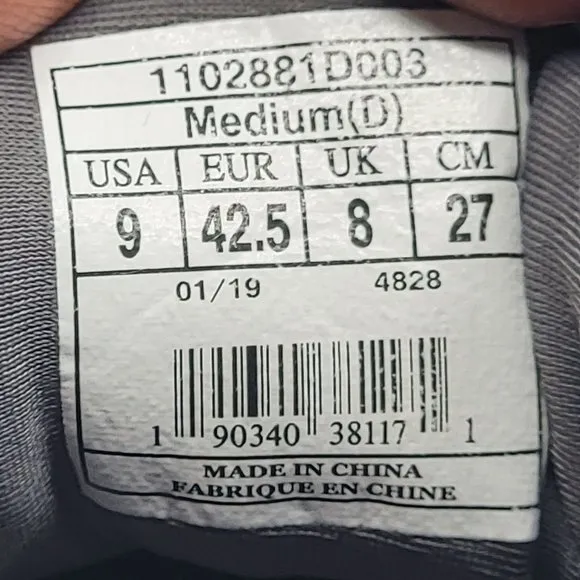 1102881D003
Medium(D)
USA EUR UK CM
9 42.5 8 27
01/19 4828
1 90340 38117 1
MADE IN CHINA
FABRIQUE EN CHINE